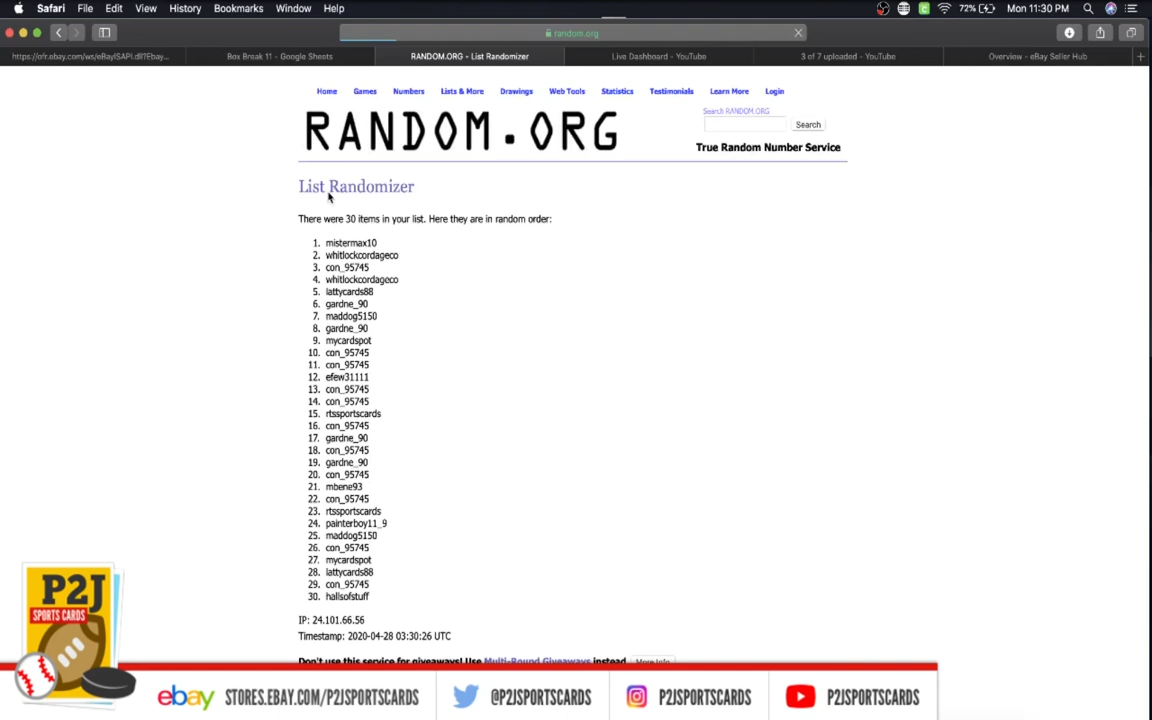 Safari File Edit View History Bookmarks Window Help 72% Mon 11:30 PM
random.org
https://ofr.ebay.com/ws/eBayISAPI.dll?Ebay... Box Break 11 - Google Sheets RANDOM.ORG - List Randomizer Live Dashboard - YouTube 3 of 7 uploaded - YouTube Overview - eBay Seller Hub
Home Games Numbers Lists & More Drawings Web Tools Statistics Testimonials Learn More Login
Search RANDOM.ORG
Search
RANDOM.ORG
True Random Number Service
List Randomizer
There were 30 items in your list. Here they are in random order:
1. mistermax10
2. whitlockcordageco
3. con_95745
4. whitlockcordageco
5. lattycards88
6. gardne_90
7. maddog5150
8. gardne_90
9. mycardspot
10. con_95745
11. con_95745
12. efew31111
13. con_95745
14. con_95745
15. rtssportscards
16. con_95745
17. gardne_90
18. con_95745
19. gardne_90
20. con_95745
21. mbene93
22. con_95745
23. rtssportscards
24. painterboy11_9
25. maddog5150
26. con_95745
27. mycardspot
28. lattycards88
29. con_95745
30. hallsofstuff
IP: 24.101.66.56
Timestamp: 2020-04-28 03:30:26 UTC
Don't use this service for giveaways! Use Multi-Round Giveaways instead More Info
P2J
SPORTS CARDS
ebay STORES.EBAY.COM/P2JSPORTSCARDS @P2JSPORTSCARDS P2JSPORTSCARDS P2JSPORTSCARDS